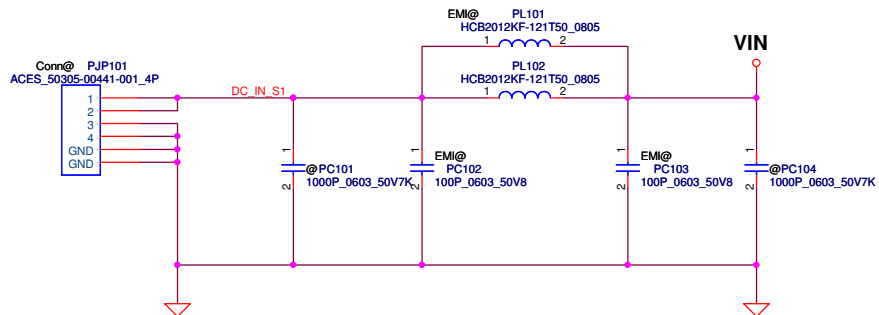 EMI@ PL101
HCB2012KF-121T50_0805
1 2
VIN
PL102
HCB2012KF-121T50_0805
1 2
Conn@ PJP101
ACES_50305-00441-001_4P
1
2
3
4
GND
GND
DC_IN_S1
1
@PC101
2
1000P_0603_50V7K
1
EMI@
PC102
2
100P_0603_50V8
1
EMI@
PC103
2
100P_0603_50V8
1
@PC104
2
1000P_0603_50V7K